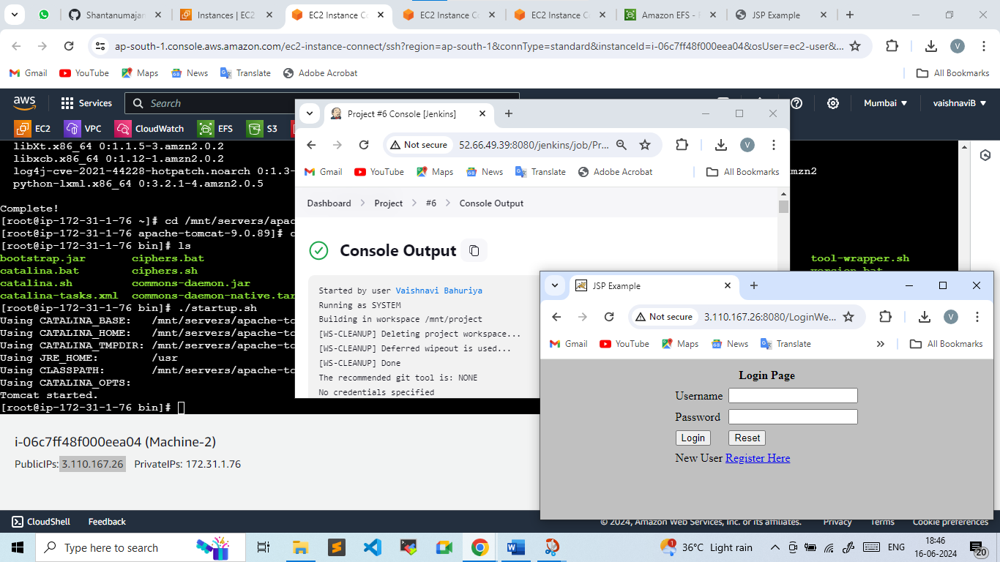 Shantanumajan
Instances | EC2
EC2 Instance Co
EC2 Instance Co
EC2 Instance Co
Amazon EFS - F
JSP Example
ap-south-1.console.aws.amazon.com/ec2-instance-connect/ssh?region=ap-south-1&connType=standard&instanceId=i-06c7ff48f000eea04&osUser=ec2-user&...
V
Gmail
YouTube
Maps
News
Translate
Adobe Acrobat
All Bookmarks
aws
Services
Search
Mumbai
vaishnaviB
EC2
VPC
CloudWatch
EFS
S3
libXt.x86_64 0:1.1.5-3.amzn2.0.2
libxcb.x86_64 0:1.12-1.amzn2.0.2
log4j-cve-2021-44228-hotpatch.noarch 0:1.3-
mzn2
python-lxml.x86_64 0:3.2.1-4.amzn2.0.5
Complete!
[root@ip-172-31-1-76 ~]# cd /mnt/servers/apac
[root@ip-172-31-1-76 apache-tomcat-9.0.89]# c
[root@ip-172-31-1-76 bin]# ls
bootstrap.jar ciphers.bat
tool-wrapper.sh
catalina.bat ciphers.sh
version.bat
catalina.sh commons-daemon.jar
catalina-tasks.xml commons-daemon-native.tar
[root@ip-172-31-1-76 bin]# ./startup.sh
Using CATALINA_BASE: /mnt/servers/apache-to
Using CATALINA_HOME: /mnt/servers/apache-to
Using CATALINA_TMPDIR: /mnt/servers/apache-to
Using JRE_HOME: /usr
Using CLASSPATH: /mnt/servers/apache-to
Using CATALINA_OPTS:
Tomcat started.
[root@ip-172-31-1-76 bin]#
i-06c7ff48f000eea04 (Machine-2)
PublicIPs: 3.110.167.26 PrivateIPs: 172.31.1.76
Project #6 Console [Jenkins]
Not secure
52.66.49.39:8080/jenkins/job/Pr...
V
Gmail
YouTube
Maps
News
Translate
Adobe Acrobat
All Bookmarks
Dashboard
Project
#6
Console Output
Console Output
Started by user Vaishnavi Bahuriya
Running as SYSTEM
Building in workspace /mnt/project
[WS-CLEANUP] Deleting project workspace...
[WS-CLEANUP] Deferred wipeout is used...
[WS-CLEANUP] Done
The recommended git tool is: NONE
No credentials specified
JSP Example
Not secure
3.110.167.26:8080/LoginWe...
V
Gmail
YouTube
Maps
News
Translate
All Bookmarks
Login Page
Username
Password
Login
Reset
New User Register Here
CloudShell
Feedback
© 2024, Amazon Web Services, Inc. or its affiliates.
Privacy
Terms
Cookie preferences
Type here to search
36°C Light rain
ENG
18:46
16-06-2024
20